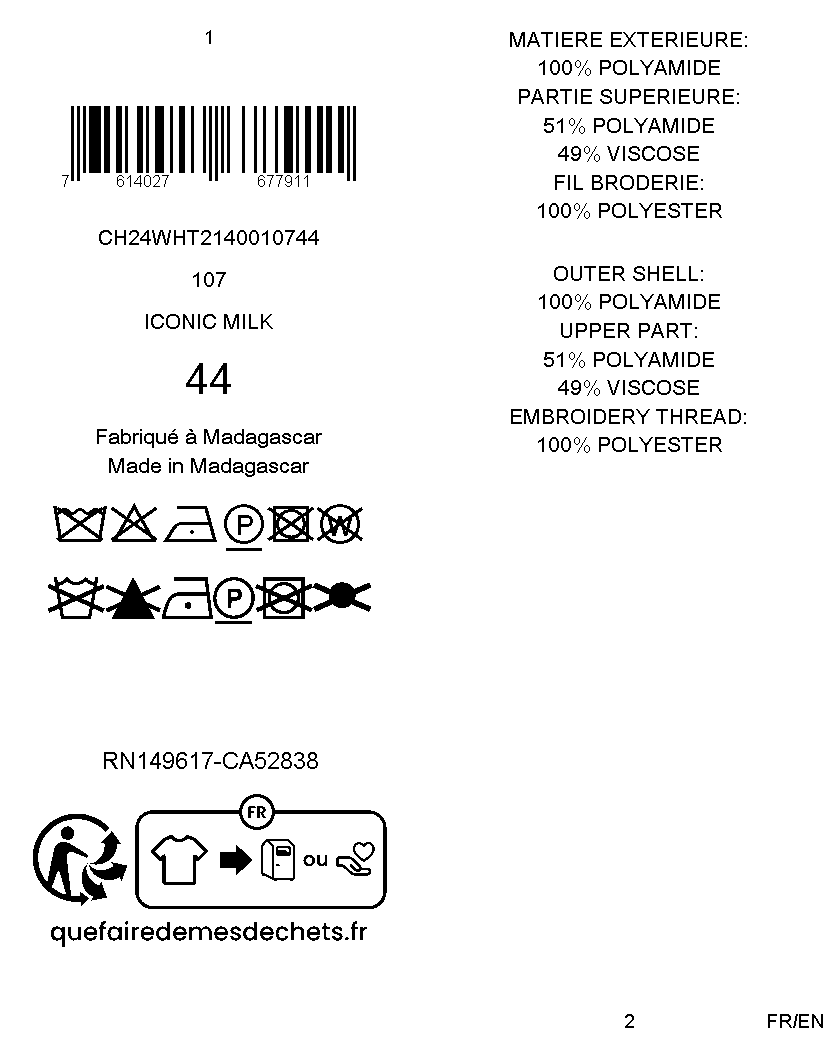 1
7 614027 677911
CH24WHT2140010744
107
ICONIC MILK
44
Fabriqué à Madagascar
Made in Madagascar
P
W
P
RN149617-CA52838
FR
ou
quefairedemesdechets.fr
MATIERE EXTERIEURE:
100% POLYAMIDE
PARTIE SUPERIEURE:
51% POLYAMIDE
49% VISCOSE
FIL BRODERIE:
100% POLYESTER
OUTER SHELL:
100% POLYAMIDE
UPPER PART:
51% POLYAMIDE
49% VISCOSE
EMBROIDERY THREAD:
100% POLYESTER
2
FR/EN